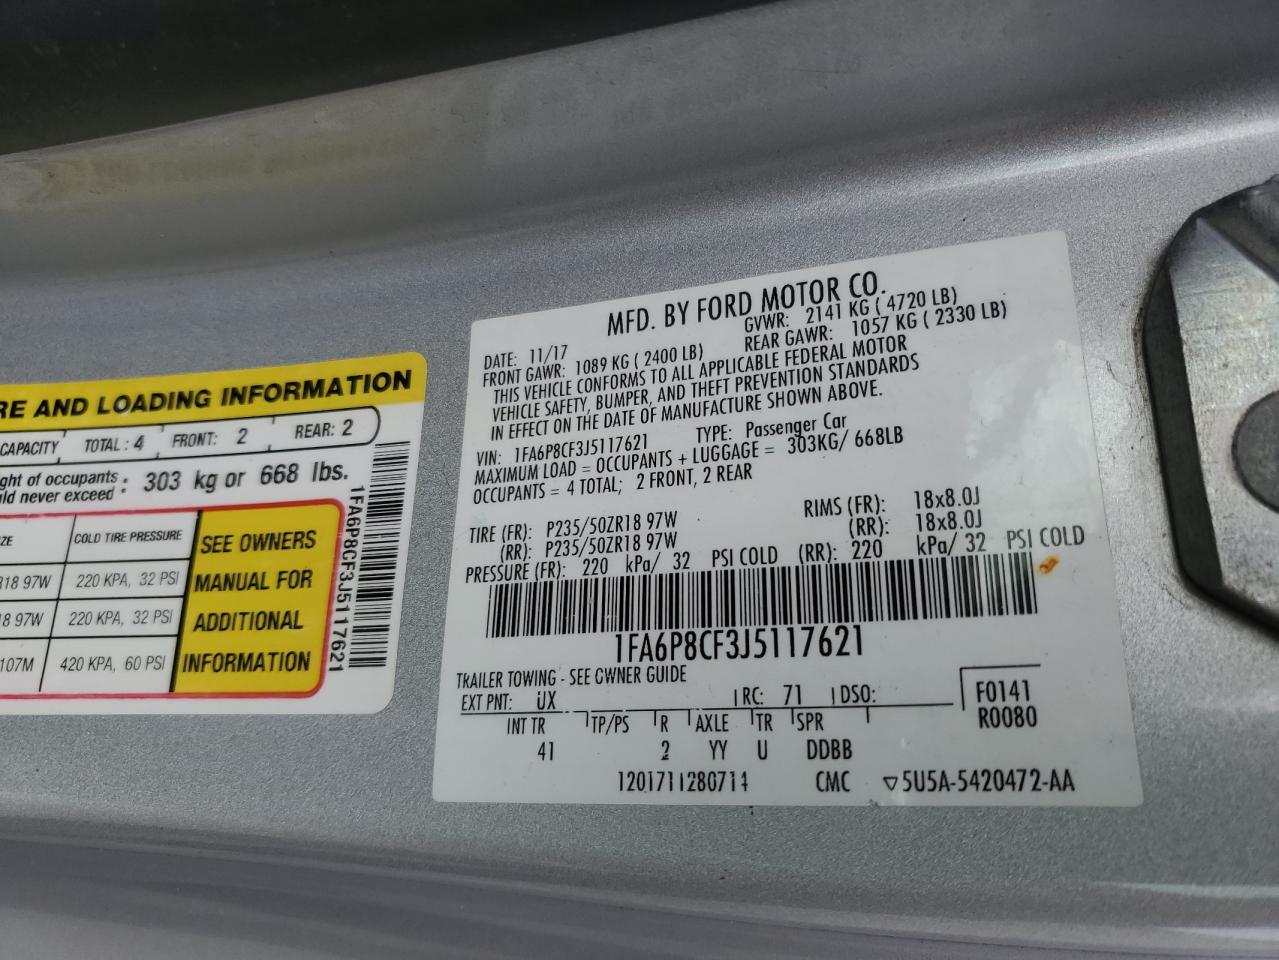 RE AND LOADING INFORMATION
CAPACITY TOTAL: 4 FRONT: 2 REAR: 2
ght of occupants
uld never exceed : 303 kg or 668 lbs.
ZE COLD TIRE PRESSURE
R18 97W 220 KPA, 32 PSI
18 97W 220 KPA, 32 PSI
107M 420 KPA, 60 PSI
SEE OWNERS
MANUAL FOR
ADDITIONAL
INFORMATION
1FA6P8CF3J5117621
MFD. BY FORD MOTOR CO.
DATE: 11/17 GVWR: 2141 KG ( 4720 LB)
FRONT GAWR: 1089 KG ( 2400 LB) REAR GAWR: 1057 KG ( 2330 LB)
THIS VEHICLE CONFORMS TO ALL APPLICABLE FEDERAL MOTOR
VEHICLE SAFETY, BUMPER, AND THEFT PREVENTION STANDARDS
IN EFFECT ON THE DATE OF MANUFACTURE SHOWN ABOVE.
VIN: 1FA6P8CF3J5117621 TYPE: Passenger Car
MAXIMUM LOAD = OCCUPANTS + LUGGAGE = 303KG/ 668LB
OCCUPANTS = 4 TOTAL; 2 FRONT, 2 REAR
TIRE (FR): P235/50ZR18 97W RIMS (FR): 18x8.0J
(RR): P235/50ZR18 97W (RR): 18x8.0J
PRESSURE (FR): 220 kPa/ 32 PSI COLD (RR): 220 kPa/ 32 PSI COLD
1FA6P8CF3J5117621
TRAILER TOWING - SEE OWNER GUIDE
EXT PNT: UX RC: 71 DSO: F0141
R0080
INT TR TP/PS R AXLE TR SPR
41 2 YY U DDBB
1201711280714 CMC ▽5U5A-5420472-AA